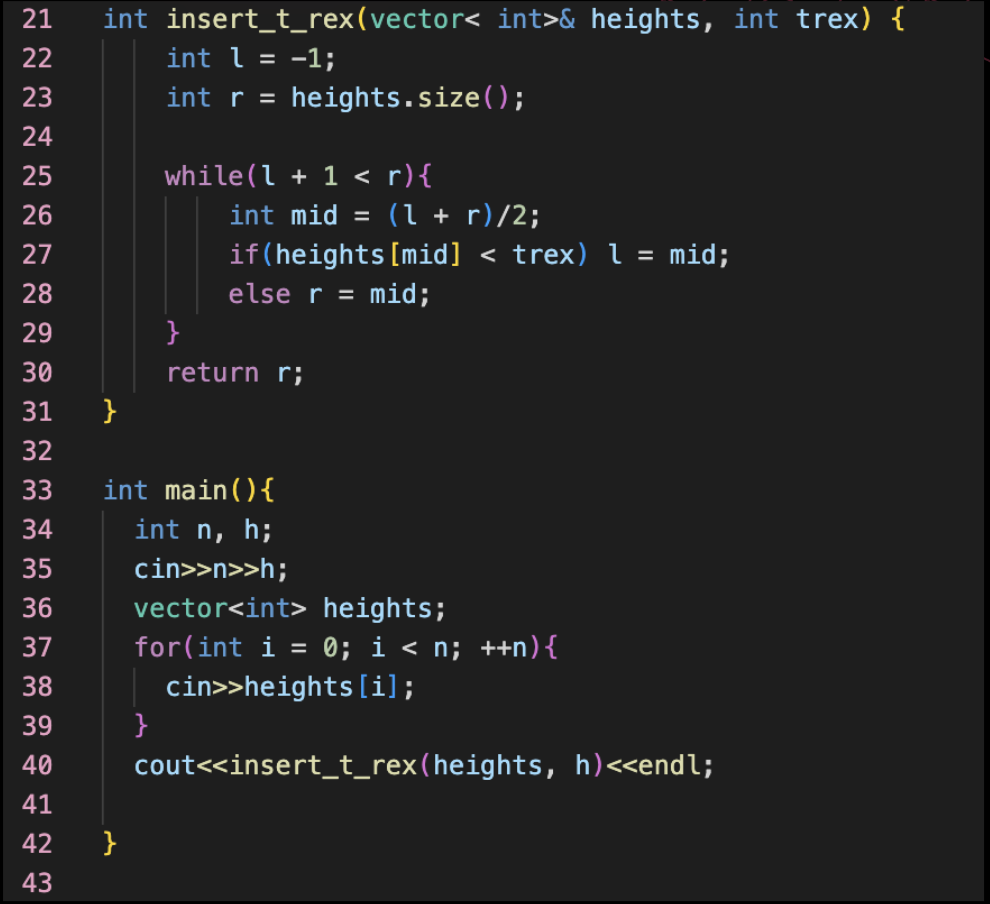 21 int insert_t_rex(vector< int>& heights, int trex) {
22 int l = -1;
23 int r = heights.size();
24
25 while(l + 1 < r){
26 int mid = (l + r)/2;
27 if(heights[mid] < trex) l = mid;
28 else r = mid;
29 }
30 return r;
31 }
32
33 int main(){
34 int n, h;
35 cin>>n>>h;
36 vector<int> heights;
37 for(int i = 0; i < n; ++n){
38 cin>>heights[i];
39 }
40 cout<<insert_t_rex(heights, h)<<endl;
41
42 }
43